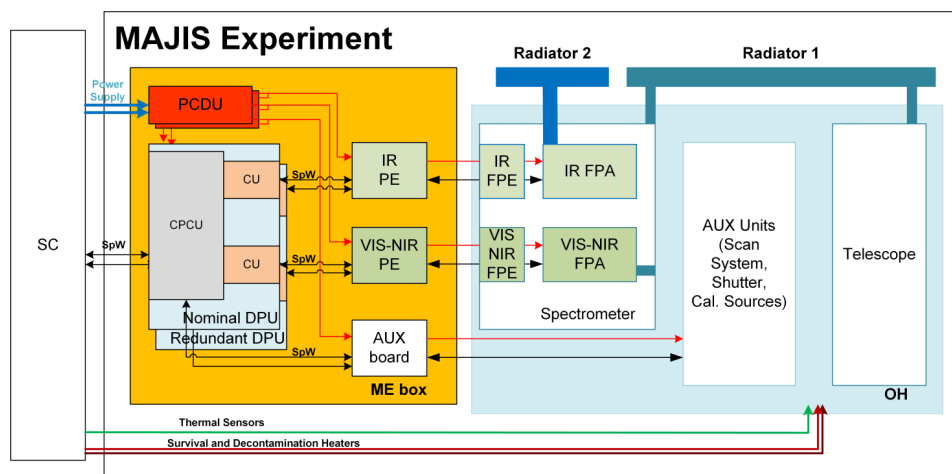 MAJIS Experiment
Radiator 2
Radiator 1
Power
Supply
PCDU
SC
SpW
CPCU
CU
CU
SpW
SpW
IR
PE
VIS-NIR
PE
IR
FPE
IR FPA
VIS
NIR
FPE
VIS-NIR
FPA
Spectrometer
AUX Units
(Scan
System,
Shutter,
Cal. Sources)
Telescope
Nominal DPU
Redundant DPU
SpW
AUX
board
ME box
OH
Thermal Sensors
Survival and Decontamination Heaters